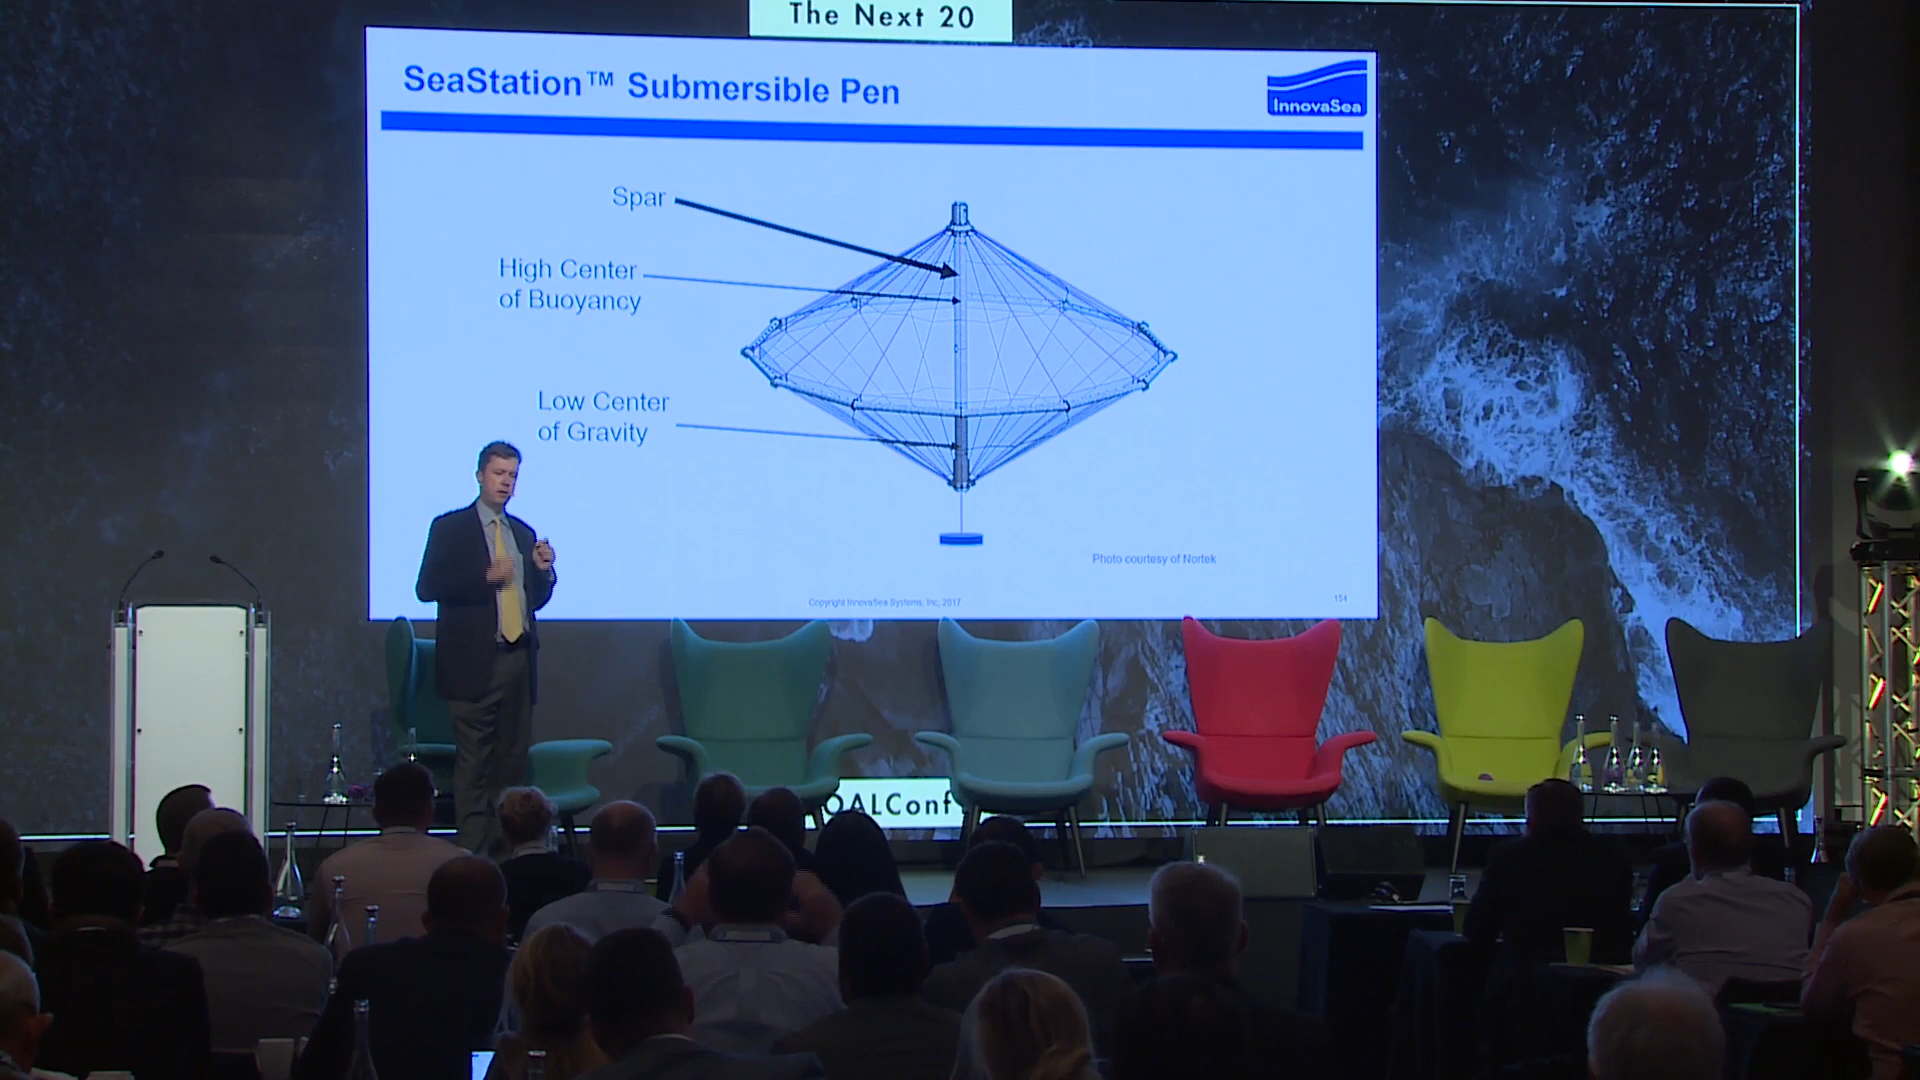 The Next 20
SeaStation™ Submersible Pen
InnovaSea
Spar
High Center
of Buoyancy
Low Center
of Gravity
Photo courtesy of Nortek
Copyright InnovaSea Systems, Inc, 2017
151
OALConf